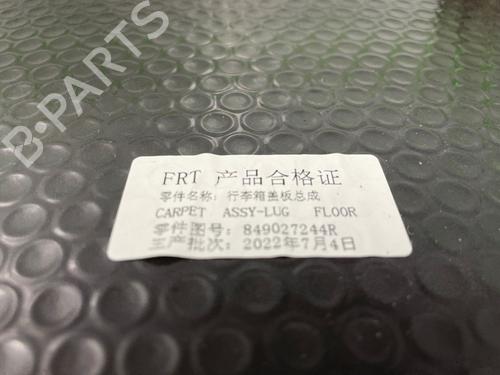 B-PARTS
FRT 产品合格证
零件名称: 行李箱盖板总成
CARPET ASSY-LUG FLOOR
零件图号: 849027244R
三产批次: 2022年7月4日